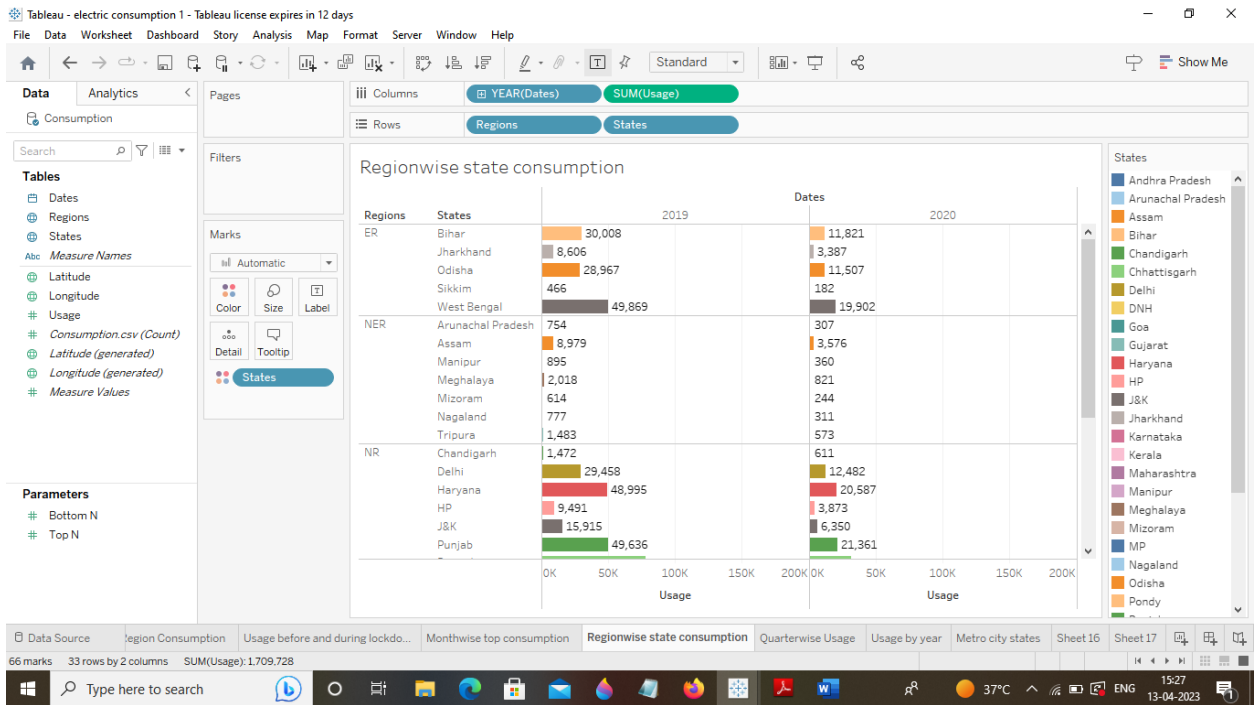 Tableau - electric consumption 1 - Tableau license expires in 12 days
File Data Worksheet Dashboard Story Analysis Map Format Server Window Help
Standard
Show Me
Data Analytics
Consumption
Search
Tables
Dates
Regions
States
Abc Measure Names
Latitude
Longitude
# Usage
# Consumption.csv (Count)
Latitude (generated)
Longitude (generated)
# Measure Values
Parameters
# Bottom N
# Top N
Pages
Filters
Marks
Automatic
Color Size Label
Detail Tooltip
States
iii Columns YEAR(Dates) SUM(Usage)
Rows Regions States
Regionwise state consumption
Dates
Regions States 2019 2020
ER Bihar 30,008 11,821
Jharkhand 8,606 3,387
Odisha 28,967 11,507
Sikkim 466 182
West Bengal 49,869 19,902
NER Arunachal Pradesh 754 307
Assam 8,979 3,576
Manipur 895 360
Meghalaya 2,018 821
Mizoram 614 244
Nagaland 777 311
Tripura 1,483 573
NR Chandigarh 1,472 611
Delhi 29,458 12,482
Haryana 48,995 20,587
HP 9,491 3,873
J&K 15,915 6,350
Punjab 49,636 21,361
0K 50K 100K 150K 200K 0K 50K 100K 150K 200K
Usage Usage
States
Andhra Pradesh
Arunachal Pradesh
Assam
Bihar
Chandigarh
Chhattisgarh
Delhi
DNH
Goa
Gujarat
Haryana
HP
J&K
Jharkhand
Karnataka
Kerala
Maharashtra
Manipur
Meghalaya
Mizoram
MP
Nagaland
Odisha
Pondy
Data Source Region Consumption Usage before and during lockdo... Monthwise top consumption Regionwise state consumption Quarterwise Usage Usage by year Metro city states Sheet 16 Sheet 17
66 marks 33 rows by 2 columns SUM(Usage): 1,709,728
Type here to search 37°C ENG 15:27
13-04-2023
1